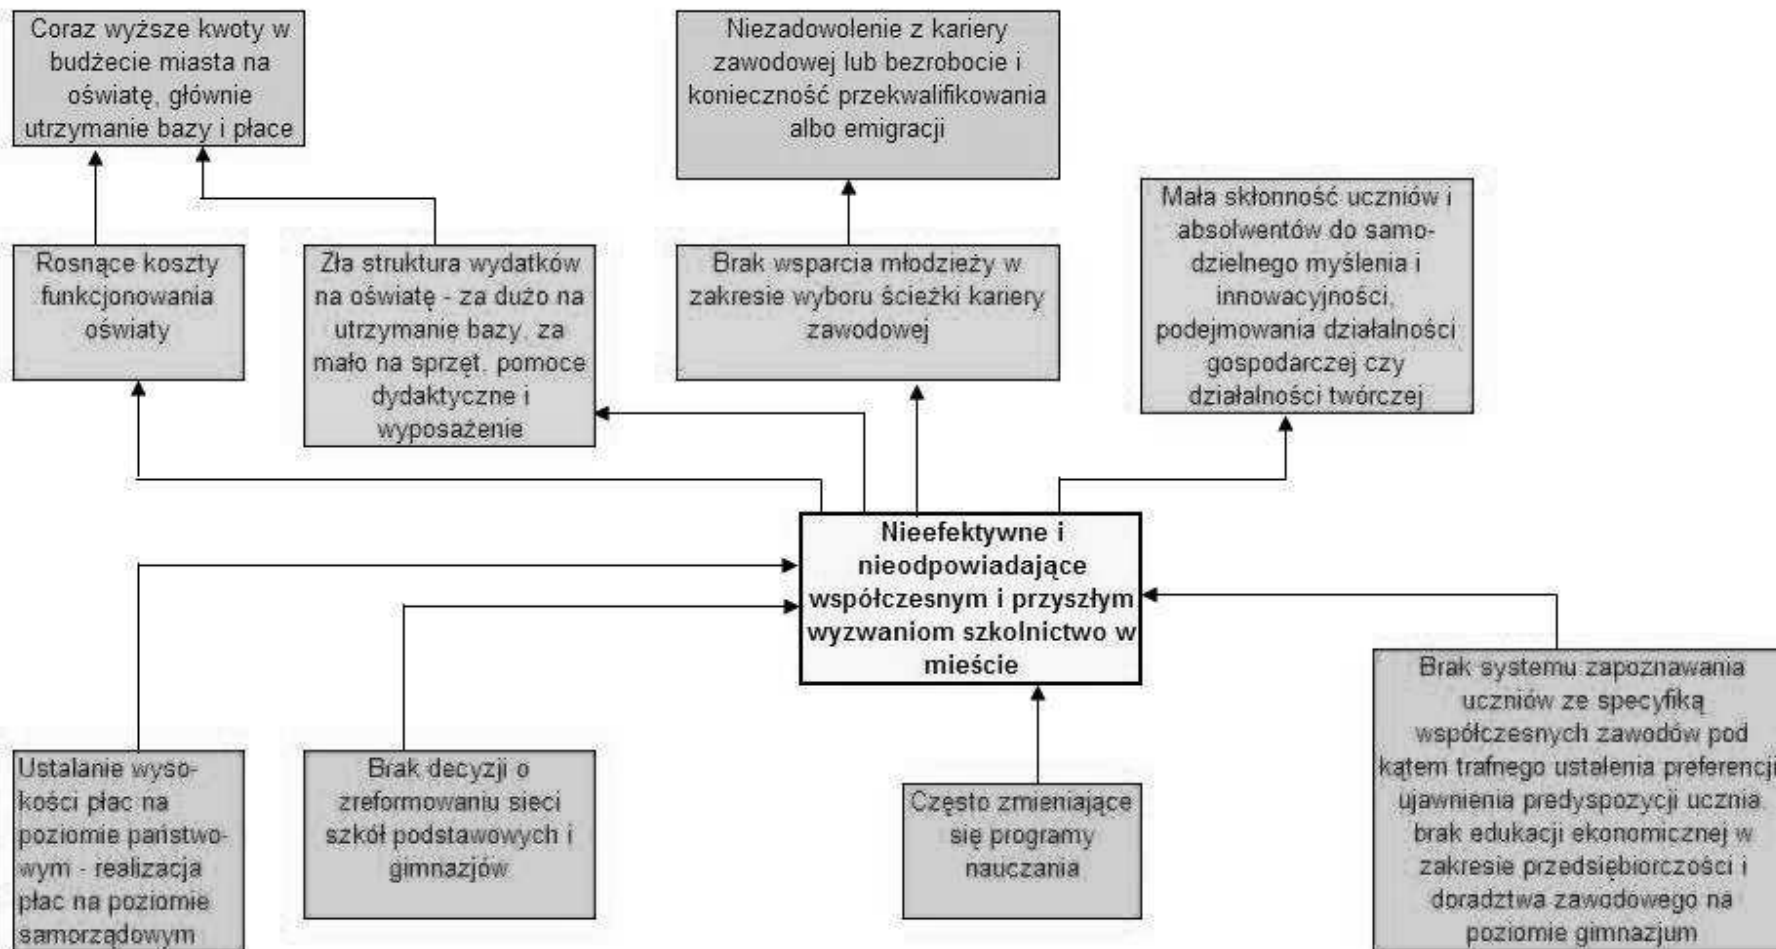 Coraz wyższe kwoty w
budżecie miasta na
oświatę, głównie
utrzymanie bazy i płace
Niezadowolenie z kariery
zawodowej lub bezrobocie i
konieczność przekwalifikowania
albo emigracji
Mała skłonność uczniów i
absolwentów do samo-
dzielnego myślenia i
innowacyjności,
podejmowania działalności
gospodarczej czy
działalności twórczej
Rosnące koszty
funkcjonowania
oświaty
Zła struktura wydatków
na oświatę - za dużo na
utrzymanie bazy, za
mało na sprzęt, pomoce
dydaktyczne i
wyposażenie
Brak wsparcia młodzieży w
zakresie wyboru ścieżki kariery
zawodowej
Nieefektywne i
nieodpowiadające
współczesnym i przyszłym
wyzwaniom szkolnictwo w
mieście
Ustalanie wyso-
kości płac na
poziomie państwo-
wym - realizacja
płac na poziomie
samorządowym
Brak decyzji o
zreformowaniu sieci
szkół podstawowych i
gimnazjów
Często zmieniające
się programy
nauczania
Brak systemu zapoznawania
uczniów ze specyfiką
współczesnych zawodów pod
kątem trafnego ustalenia preferencji
ujawnienia predyspozycji ucznia,
brak edukacji ekonomicznej w
zakresie przedsiębiorczości i
doradztwa zawodowego na
poziomie gimnazjum